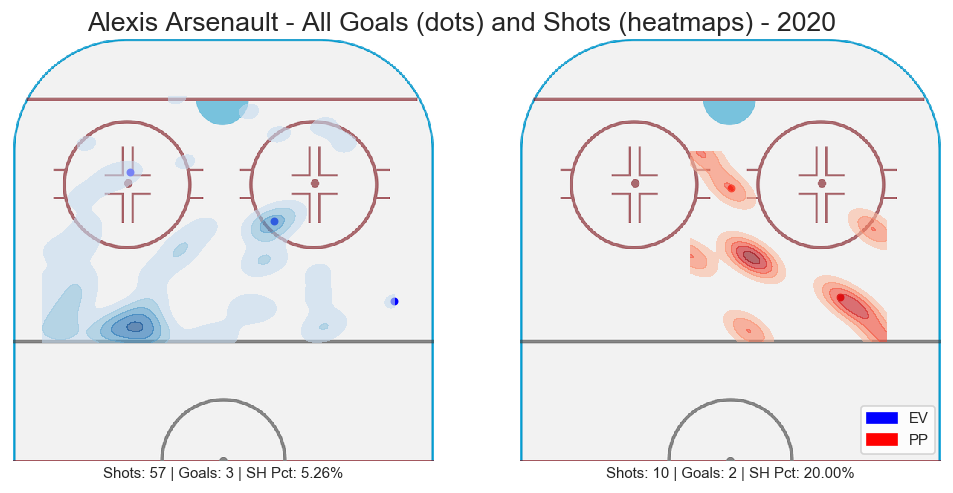 Alexis Arsenault - All Goals (dots) and Shots (heatmaps) - 2020
EV
PP
Shots: 57 | Goals: 3 | SH Pct: 5.26%
Shots: 10 | Goals: 2 | SH Pct: 20.00%